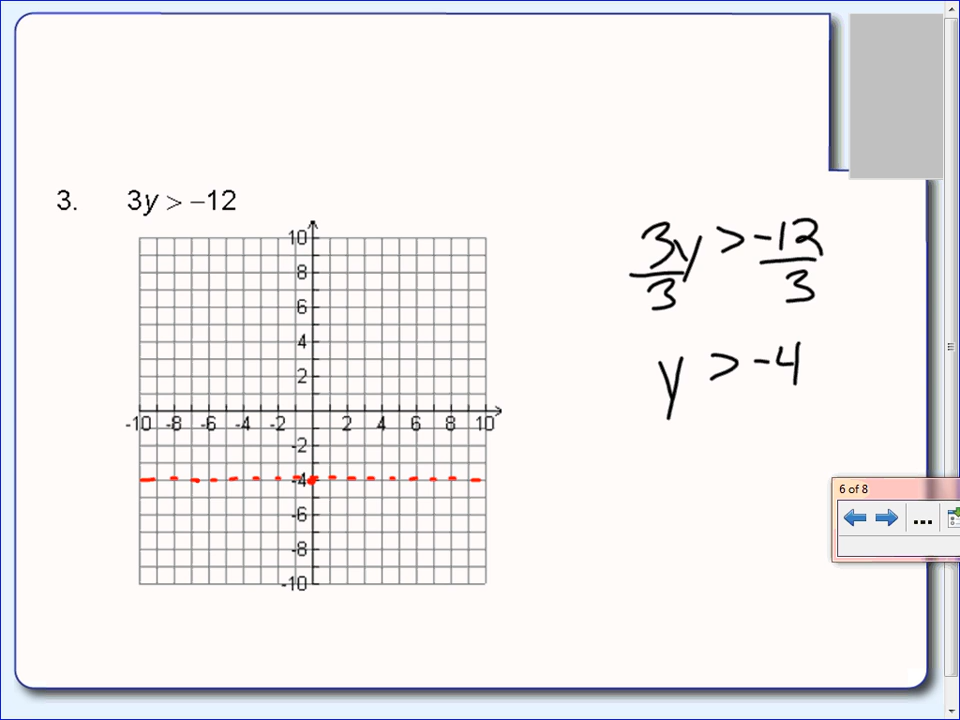 3. 3y > −12
3y > -12
3 3
y > -4
10
8
6
4
2
-10 -8 -6 -4 -2 2 4 6 8 10
-2
-4
-6
-8
-10
6 of 8
...